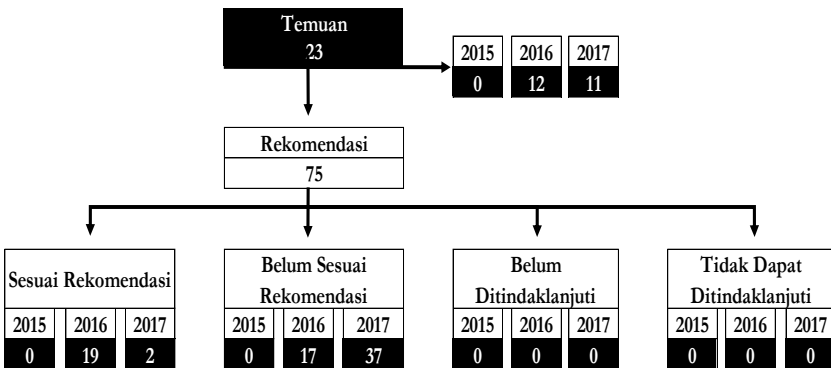 Temuan
23
2015 2016 2017
0 12 11
Rekomendasi
75
Sesuai Rekomendasi
2015 2016 2017
0 19 2
Belum Sesuai
Rekomendasi
2015 2016 2017
0 17 37
Belum
Ditindaklanjuti
2015 2016 2017
0 0 0
Tidak Dapat
Ditindaklanjuti
2015 2016 2017
0 0 0